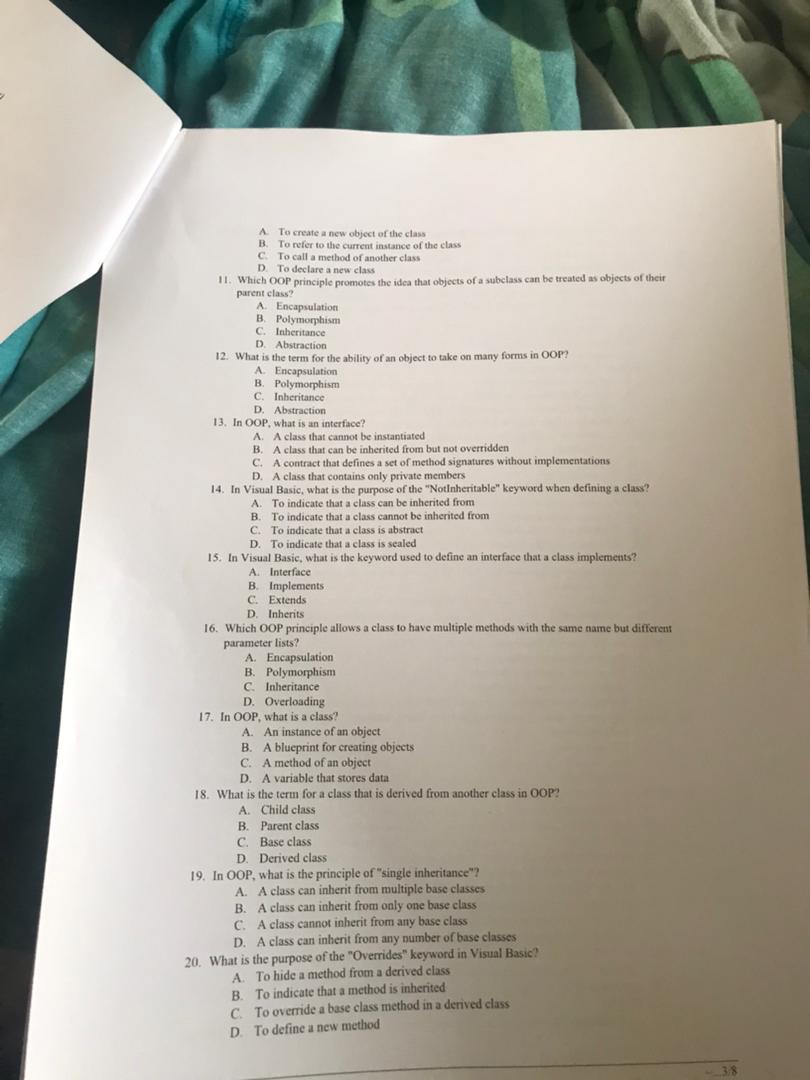 A. To create a new object of the class
B. To refer to the current instance of the class
C. To call a method of another class
D. To declare a new class
11. Which OOP principle promotes the idea that objects of a subclass can be treated as objects of their
parent class?
A. Encapsulation
B. Polymorphism
C. Inheritance
D. Abstraction
12. What is the term for the ability of an object to take on many forms in OOP?
A. Encapsulation
B. Polymorphism
C. Inheritance
D. Abstraction
13. In OOP, what is an interface?
A. A class that cannot be instantiated
B. A class that can be inherited from but not overridden
C. A contract that defines a set of method signatures without implementations
D. A class that contains only private members
14. In Visual Basic, what is the purpose of the "NotInheritable" keyword when defining a class?
A. To indicate that a class can be inherited from
B. To indicate that a class cannot be inherited from
C. To indicate that a class is abstract
D. To indicate that a class is sealed
15. In Visual Basic, what is the keyword used to define an interface that a class implements?
A. Interface
B. Implements
C. Extends
D. Inherits
16. Which OOP principle allows a class to have multiple methods with the same name but different
parameter lists?
A. Encapsulation
B. Polymorphism
C. Inheritance
D. Overloading
17. In OOP, what is a class?
A. An instance of an object
B. A blueprint for creating objects
C. A method of an object
D. A variable that stores data
18. What is the term for a class that is derived from another class in OOP?
A. Child class
B. Parent class
C. Base class
D. Derived class
19. In OOP, what is the principle of "single inheritance"?
A. A class can inherit from multiple base classes
B. A class can inherit from only one base class
C. A class cannot inherit from any base class
D. A class can inherit from any number of base classes
20. What is the purpose of the "Overrides" keyword in Visual Basic?
A. To hide a method from a derived class
B. To indicate that a method is inherited
C. To override a base class method in a derived class
D. To define a new method
3/8